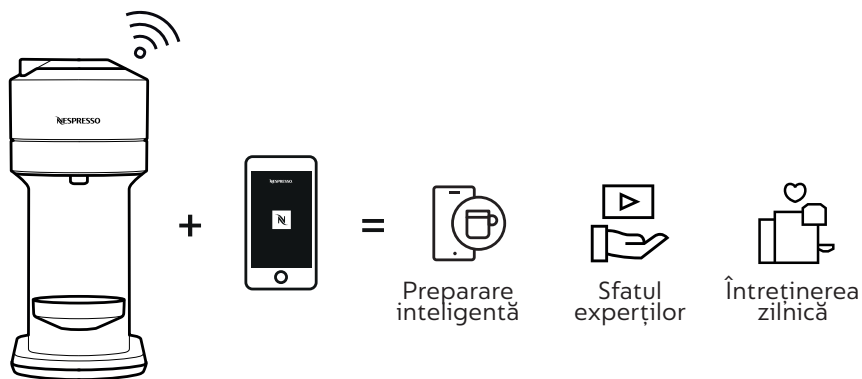 NESPRESSO
NESPRESSO
+
=
Preparare
inteligentă
Sfatul
experților
Întreținerea
zilnică